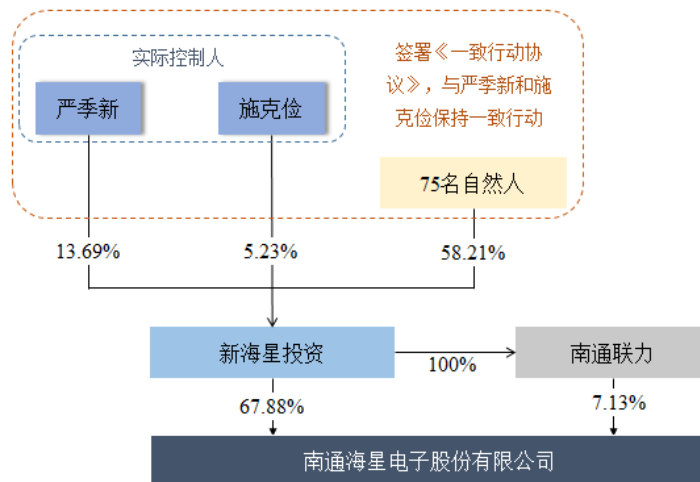 实际控制人
签署《一致行动协
议》，与严季新和施
克俭保持一致行动
严季新
施克俭
75名自然人
13.69%
5.23%
58.21%
新海星投资
100%
南通联力
67.88%
7.13%
南通海星电子股份有限公司